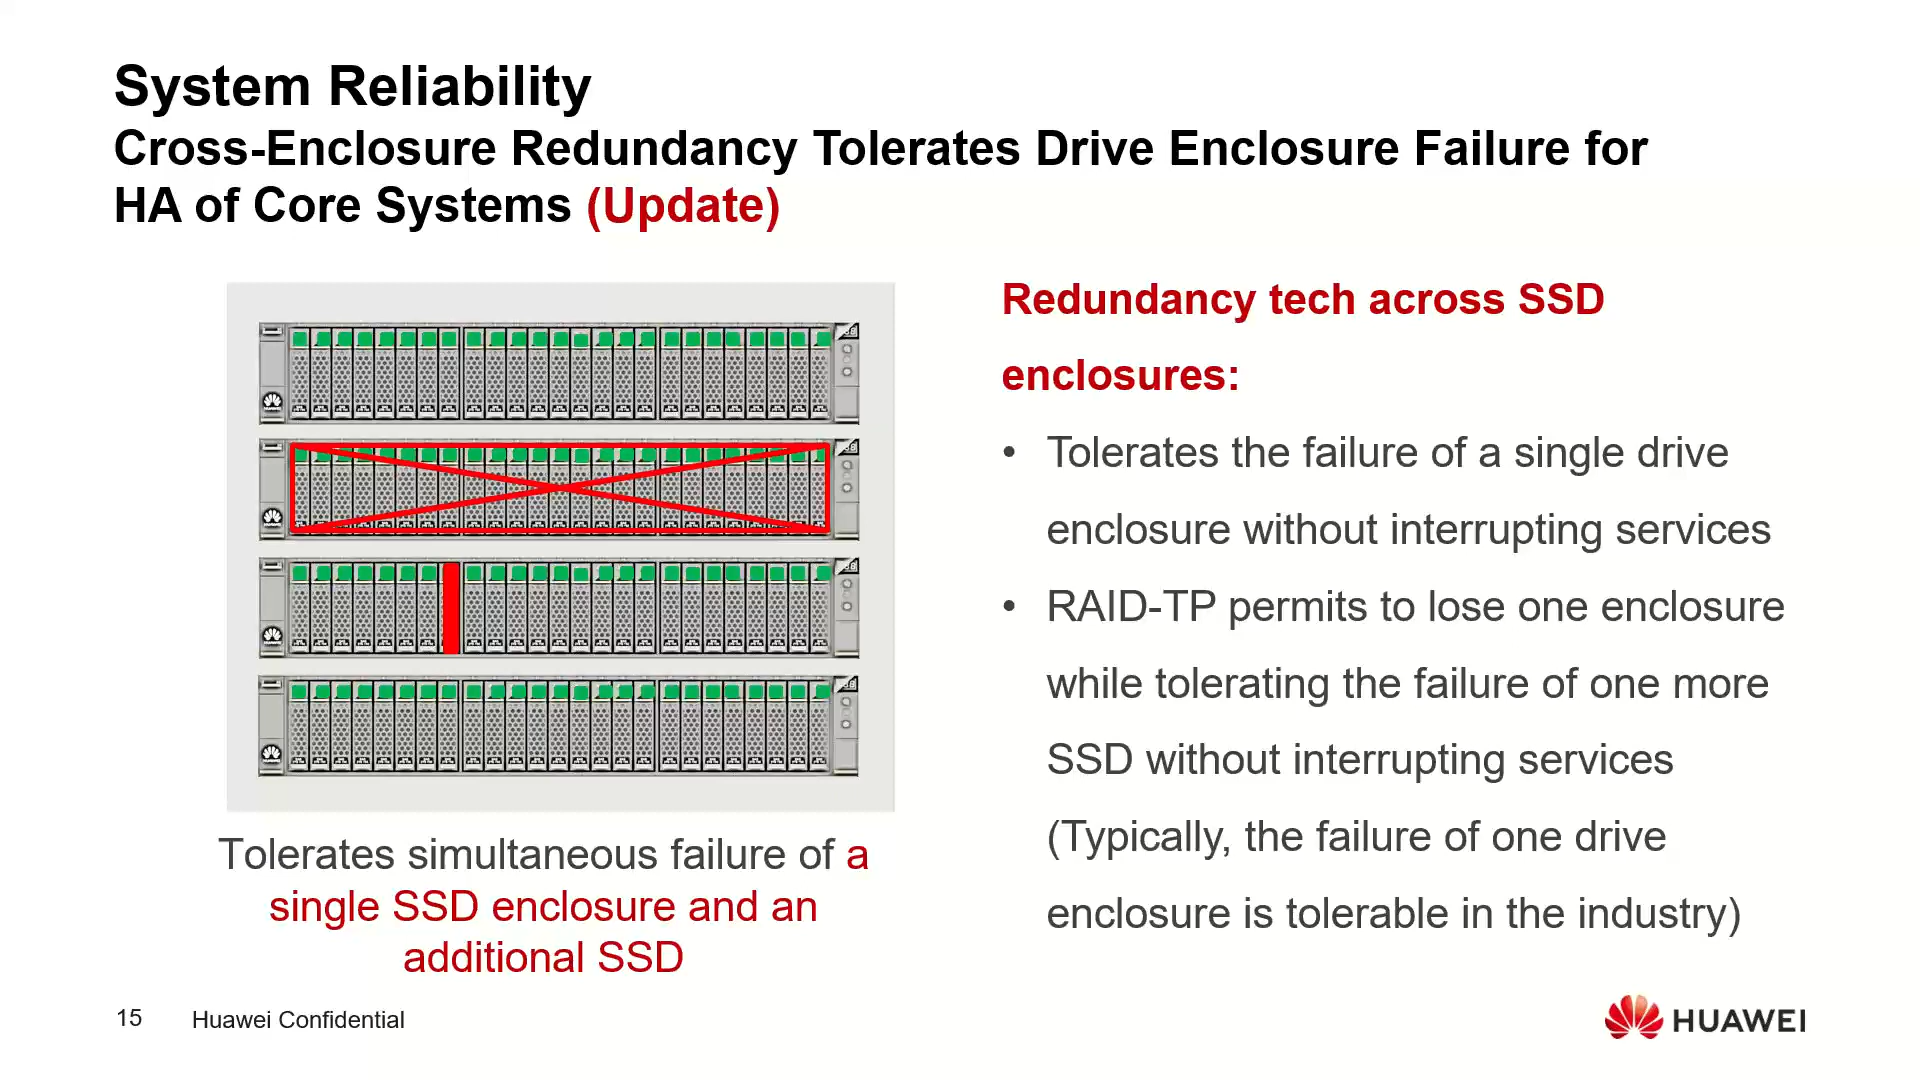 System Reliability
Cross-Enclosure Redundancy Tolerates Drive Enclosure Failure for
HA of Core Systems (Update)
Redundancy tech across SSD
enclosures:
• Tolerates the failure of a single drive
enclosure without interrupting services
• RAID-TP permits to lose one enclosure
while tolerating the failure of one more
SSD without interrupting services
(Typically, the failure of one drive
enclosure is tolerable in the industry)
Tolerates simultaneous failure of a
single SSD enclosure and an
additional SSD
15 Huawei Confidential
HUAWEI